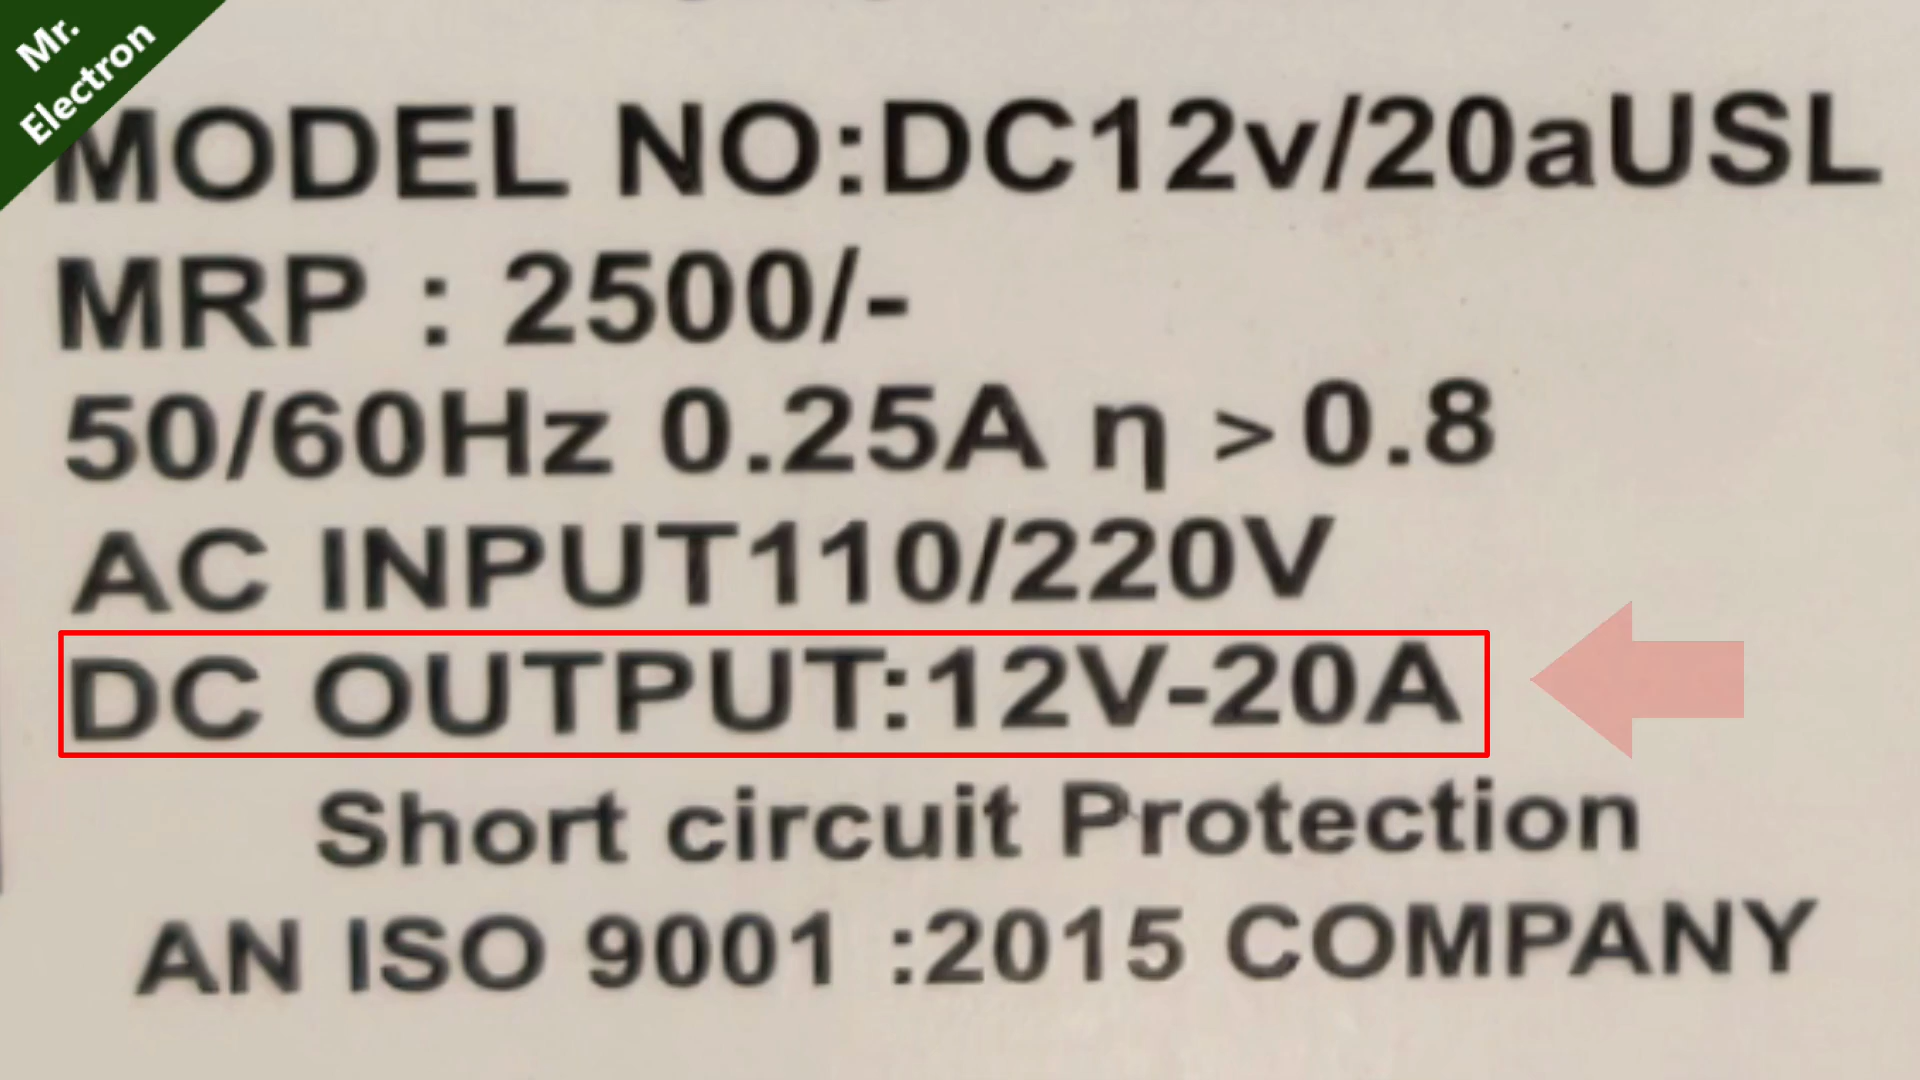 Mr.
Electron
MODEL NO:DC12v/20aUSL
MRP : 2500/-
50/60Hz 0.25A η >0.8
AC INPUT110/220V
DC OUTPUT:12V-20A
Short circuit Protection
AN ISO 9001 :2015 COMPANY